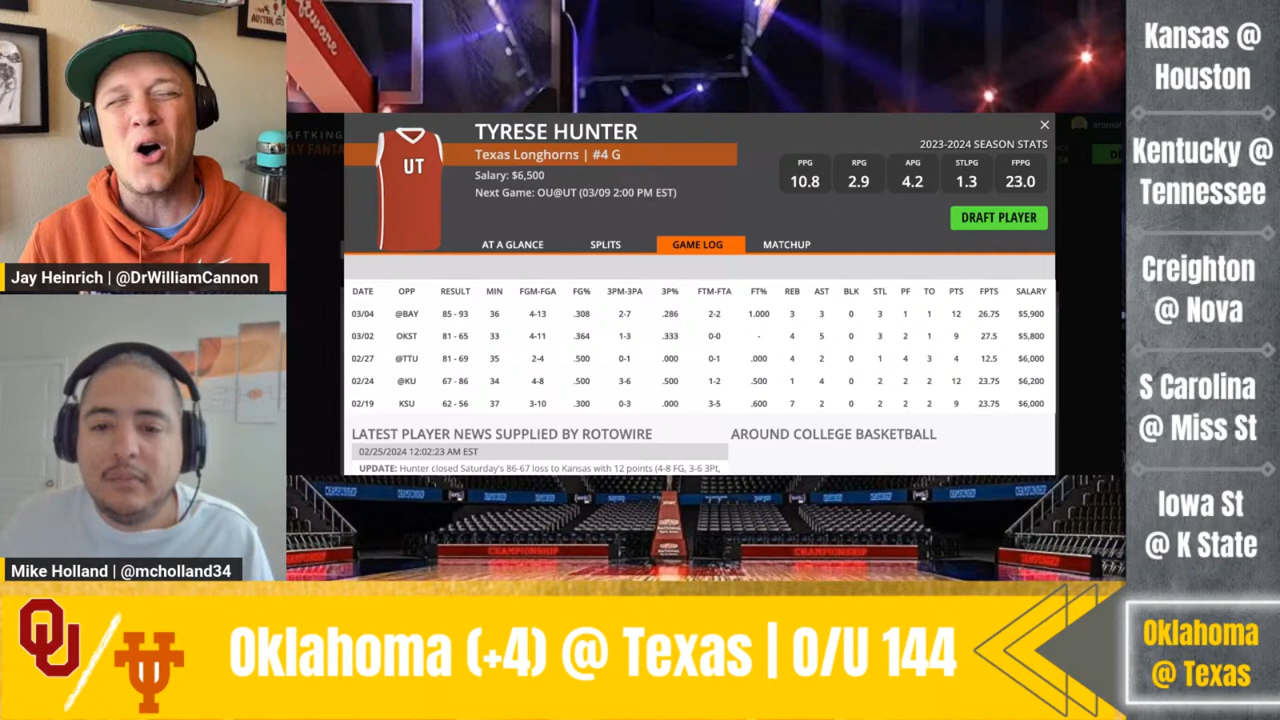 Jay Heinrich | @DrWilliamCannon
Mike Holland | @mcholland34
TYRESE HUNTER
Texas Longhorns | #4 G
Salary: $6,500
Next Game: OU@UT (03/09 2:00 PM EST)
UT
2023-2024 SEASON STATS
PPG RPG APG STLPG FPPG
10.8 2.9 4.2 1.3 23.0
DRAFT PLAYER
AT A GLANCE SPLITS GAME LOG MATCHUP
DATE OPP RESULT MIN FGM-FGA FG% 3PM-3PA 3P% FTM-FTA FT% REB AST BLK STL PF TO PTS FPTS SALARY
03/04 @BAY 85 - 93 36 4-13 .308 2-7 .286 2-2 1.000 3 3 0 3 1 1 12 26.75 $5,900
03/02 OKST 81 - 65 33 4-11 .364 1-3 .333 0-0 - 4 5 0 3 2 1 9 27.5 $5,800
02/27 @TTU 81 - 69 35 2-4 .500 0-1 .000 0-1 .000 4 2 0 1 4 3 4 12.5 $6,000
02/24 @KU 67 - 86 34 4-8 .500 3-6 .500 1-2 .500 1 4 0 2 2 2 12 23.75 $6,200
02/19 KSU 62 - 56 37 3-10 .300 0-3 .000 3-5 .600 7 2 0 2 2 2 9 23.75 $6,000
LATEST PLAYER NEWS SUPPLIED BY ROTOWIRE
AROUND COLLEGE BASKETBALL
02/25/2024 12:02:23 AM EST
UPDATE: Hunter closed Saturday's 86-67 loss to Kansas with 12 points (4-8 FG, 3-6 3Pt,
CHAMPIONSHIP
CHAMPIONSHIP
OU
UT
Oklahoma (+4) @ Texas | O/U 144
Kansas @
Houston
Kentucky @
Tennessee
Creighton
@ Nova
S Carolina
@ Miss St
Iowa St
@ K State
Oklahoma
@ Texas